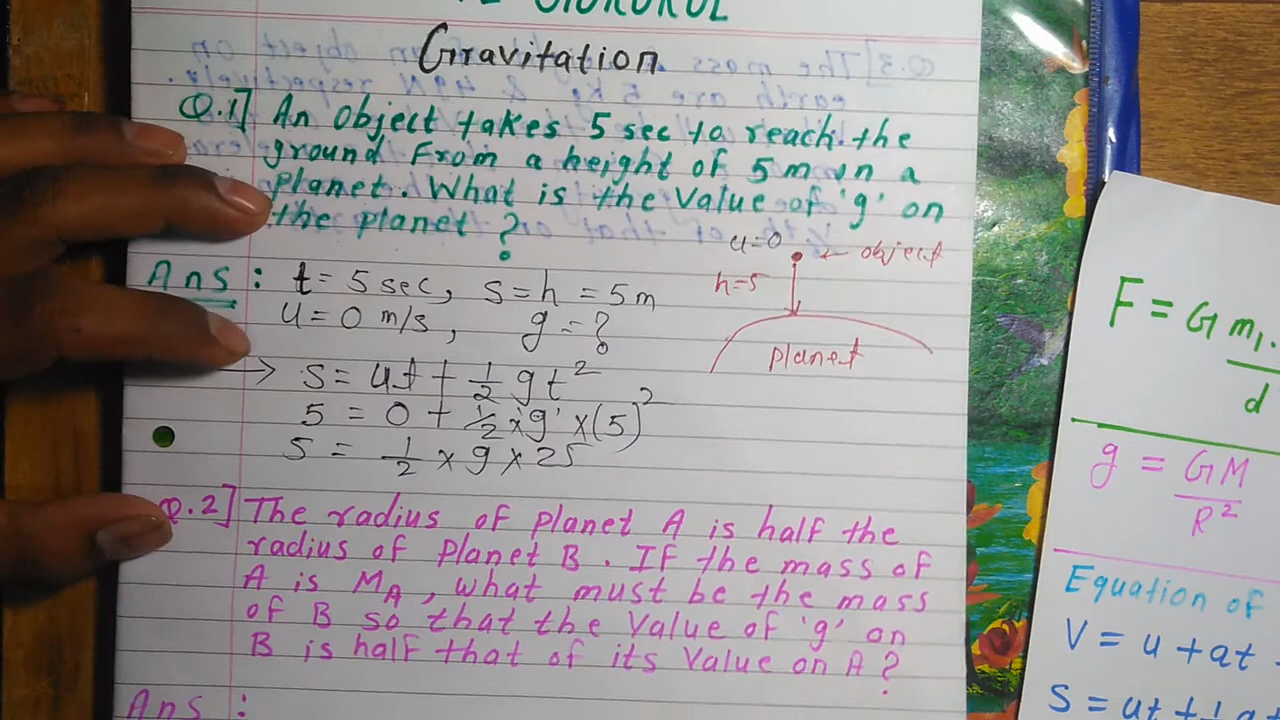 Gravitation
Q.1] An object takes 5 sec to reach the
ground From a height of 5 m on a
planet. What is the Value of 'g' on
the planet ?
u=0 ← object
h=5
planet
Ans : t = 5 sec, s = h = 5m
u = 0 m/s, g = ?
→ s = ut + 1/2 gt²
5 = 0 + 1/2 × 'g' × (5)²
5 = 1/2 × g × 25
Q.2] The radius of planet A is half the
radius of planet B. If the mass of
A is M_A, what must be the mass
of B so that the Value of 'g' on
B is half that of its Value on A ?
Ans :
F = G m₁.
d
g = GM/R²
Equation of
V = u + at
S = ut +